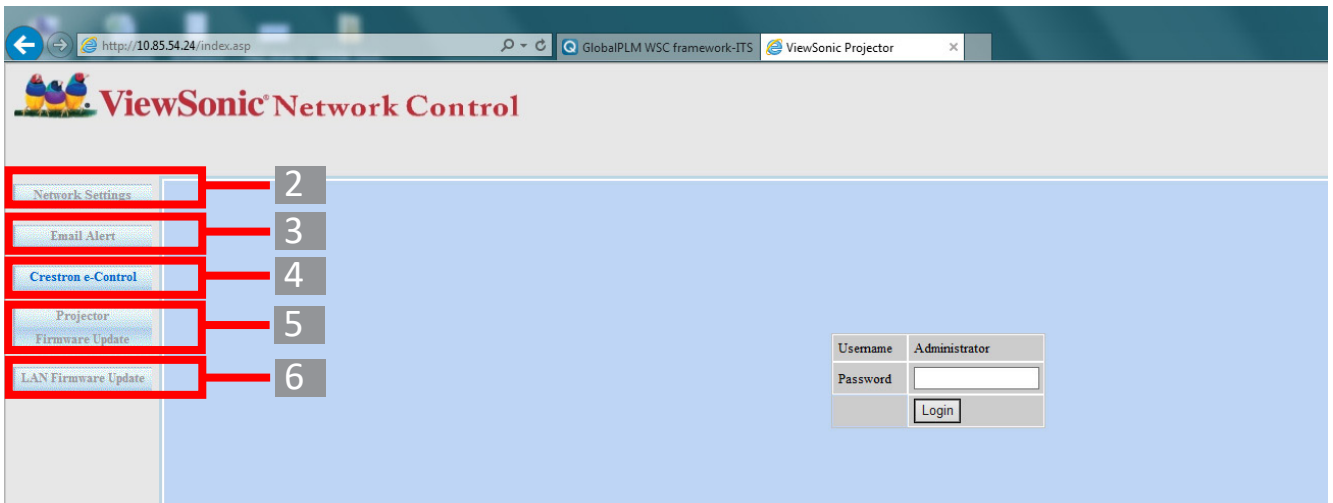 http://10.85.54.24/index.asp
GlobalPLM WSC framework-ITS
ViewSonic Projector
ViewSonic® Network Control
Network Settings
2
Email Alert
3
Crestron e-Control
4
Projector
Firmware Update
5
LAN Firmware Update
6
Username Administrator
Password
Login